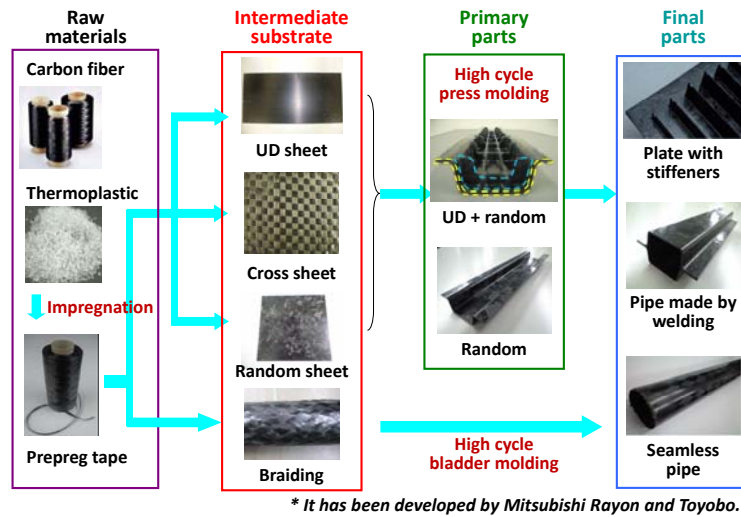 Raw
materials
Carbon fiber
Thermoplastic
Impregnation
Prepreg tape
Intermediate
substrate
UD sheet
Cross sheet
Random sheet
Braiding
Primary
parts
High cycle
press molding
UD + random
Random
High cycle
bladder molding
Final
parts
Plate with
stiffeners
Pipe made by
welding
Seamless
pipe
* It has been developed by Mitsubishi Rayon and Toyobo.